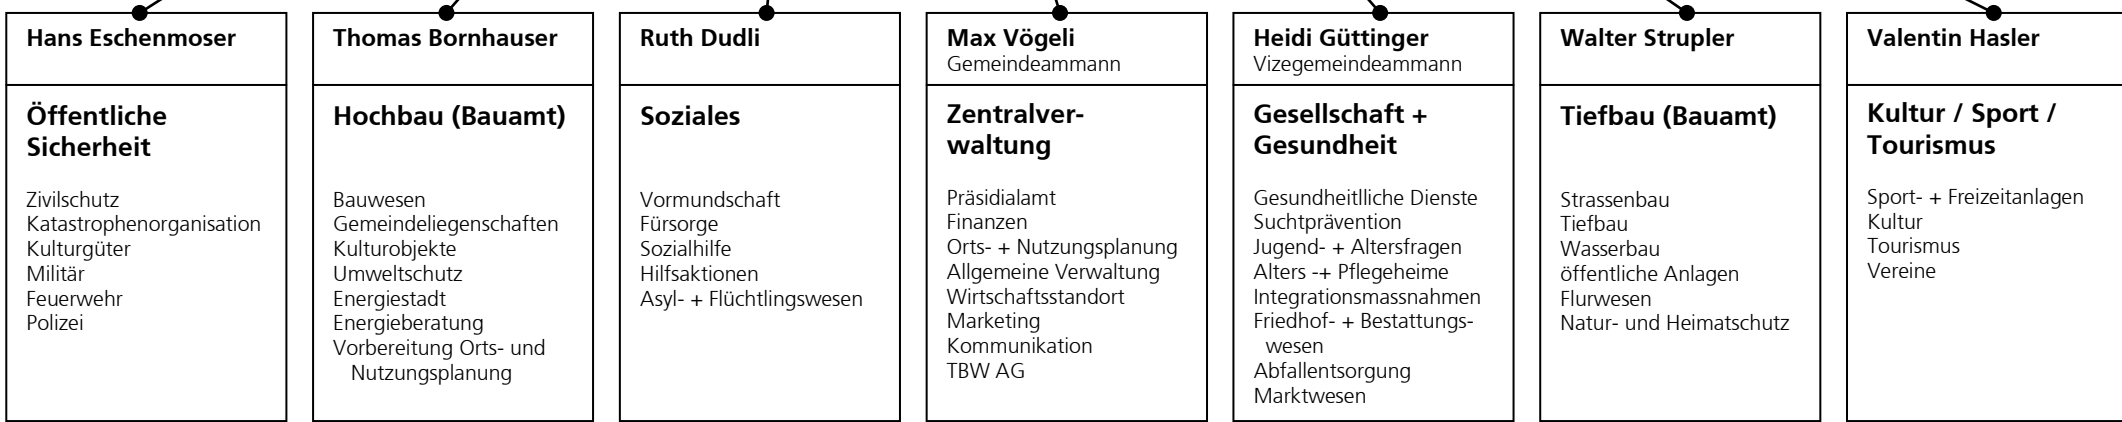 Hans Eschenmoser
Öffentliche
Sicherheit
Zivilschutz
Katastrophenorganisation
Kulturgüter
Militär
Feuerwehr
Polizei
Thomas Bornhauser
Hochbau (Bauamt)
Bauwesen
Gemeindeliegenschaften
Kulturobjekte
Umweltschutz
Energiestadt
Energieberatung
Vorbereitung Orts- und
Nutzungsplanung
Ruth Dudli
Soziales
Vormundschaft
Fürsorge
Sozialhilfe
Hilfsaktionen
Asyl- + Flüchtlingswesen
Max Vögeli
Gemeindeammann
Zentralver-
waltung
Präsidialamt
Finanzen
Orts- + Nutzungsplanung
Allgemeine Verwaltung
Wirtschaftsstandort
Marketing
Kommunikation
TBW AG
Heidi Güttinger
Vizegemeindeammann
Gesellschaft +
Gesundheit
Gesundheitlliche Dienste
Suchtprävention
Jugend- + Altersfragen
Alters -+ Pflegeheime
Integrationsmassnahmen
Friedhof- + Bestattungs-
wesen
Abfallentsorgung
Marktwesen
Walter Strupler
Tiefbau (Bauamt)
Strassenbau
Tiefbau
Wasserbau
öffentliche Anlagen
Flurwesen
Natur- und Heimatschutz
Valentin Hasler
Kultur / Sport /
Tourismus
Sport- + Freizeitanlagen
Kultur
Tourismus
Vereine